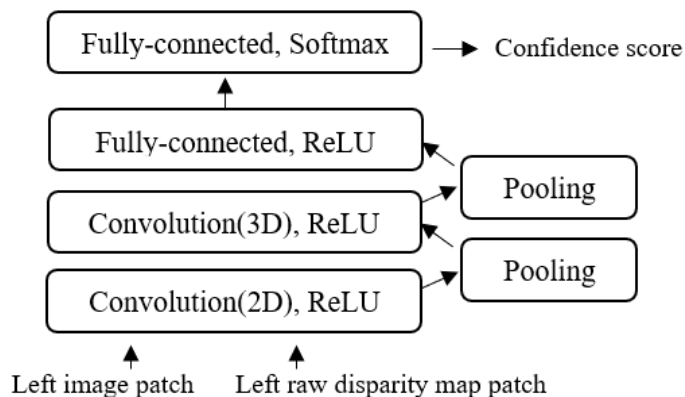 Fully-connected, Softmax
Confidence score
Fully-connected, ReLU
Pooling
Convolution(3D), ReLU
Pooling
Convolution(2D), ReLU
Left image patch
Left raw disparity map patch